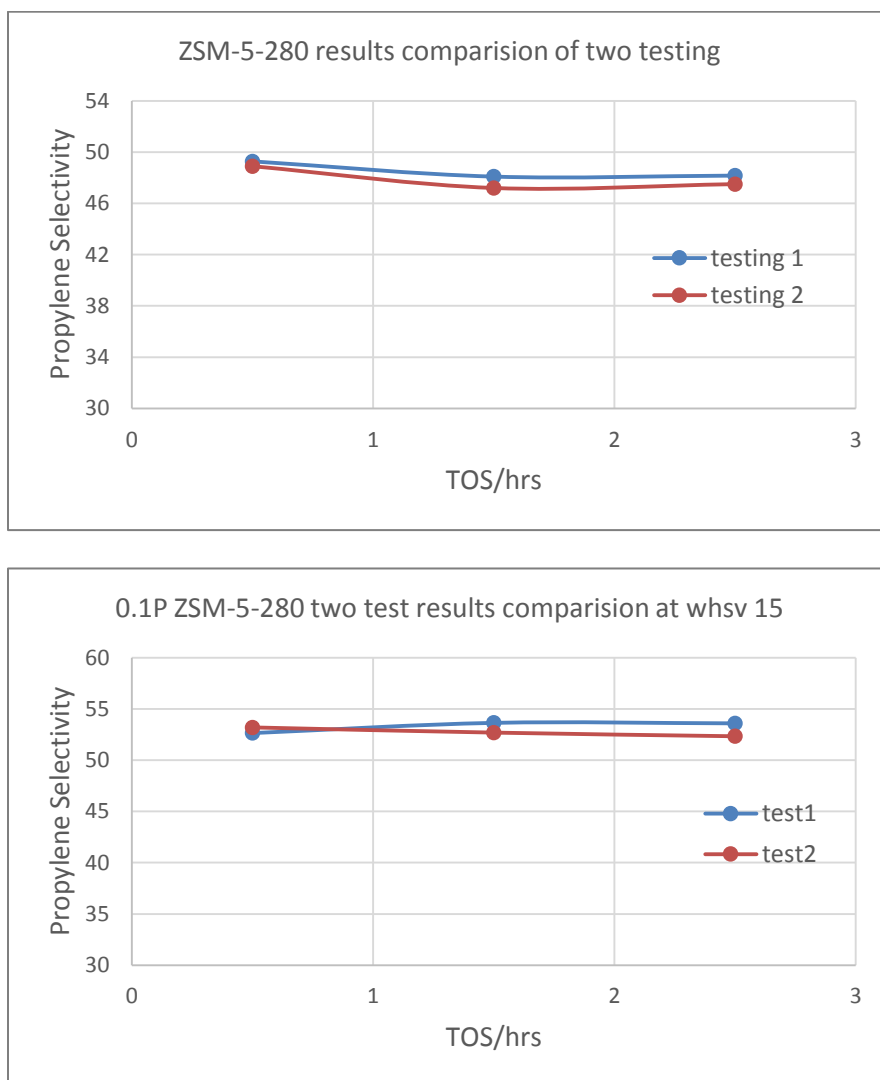 ZSM-5-280 results comparision of two testing
54
50
46
42
38
34
30
Propylene Selectivity
testing 1
testing 2
0 1 2 3
TOS/hrs
0.1P ZSM-5-280 two test results comparision at whsv 15
60
55
50
45
40
35
30
Propylene Selectivity
test1
test2
0 1 2 3
TOS/hrs